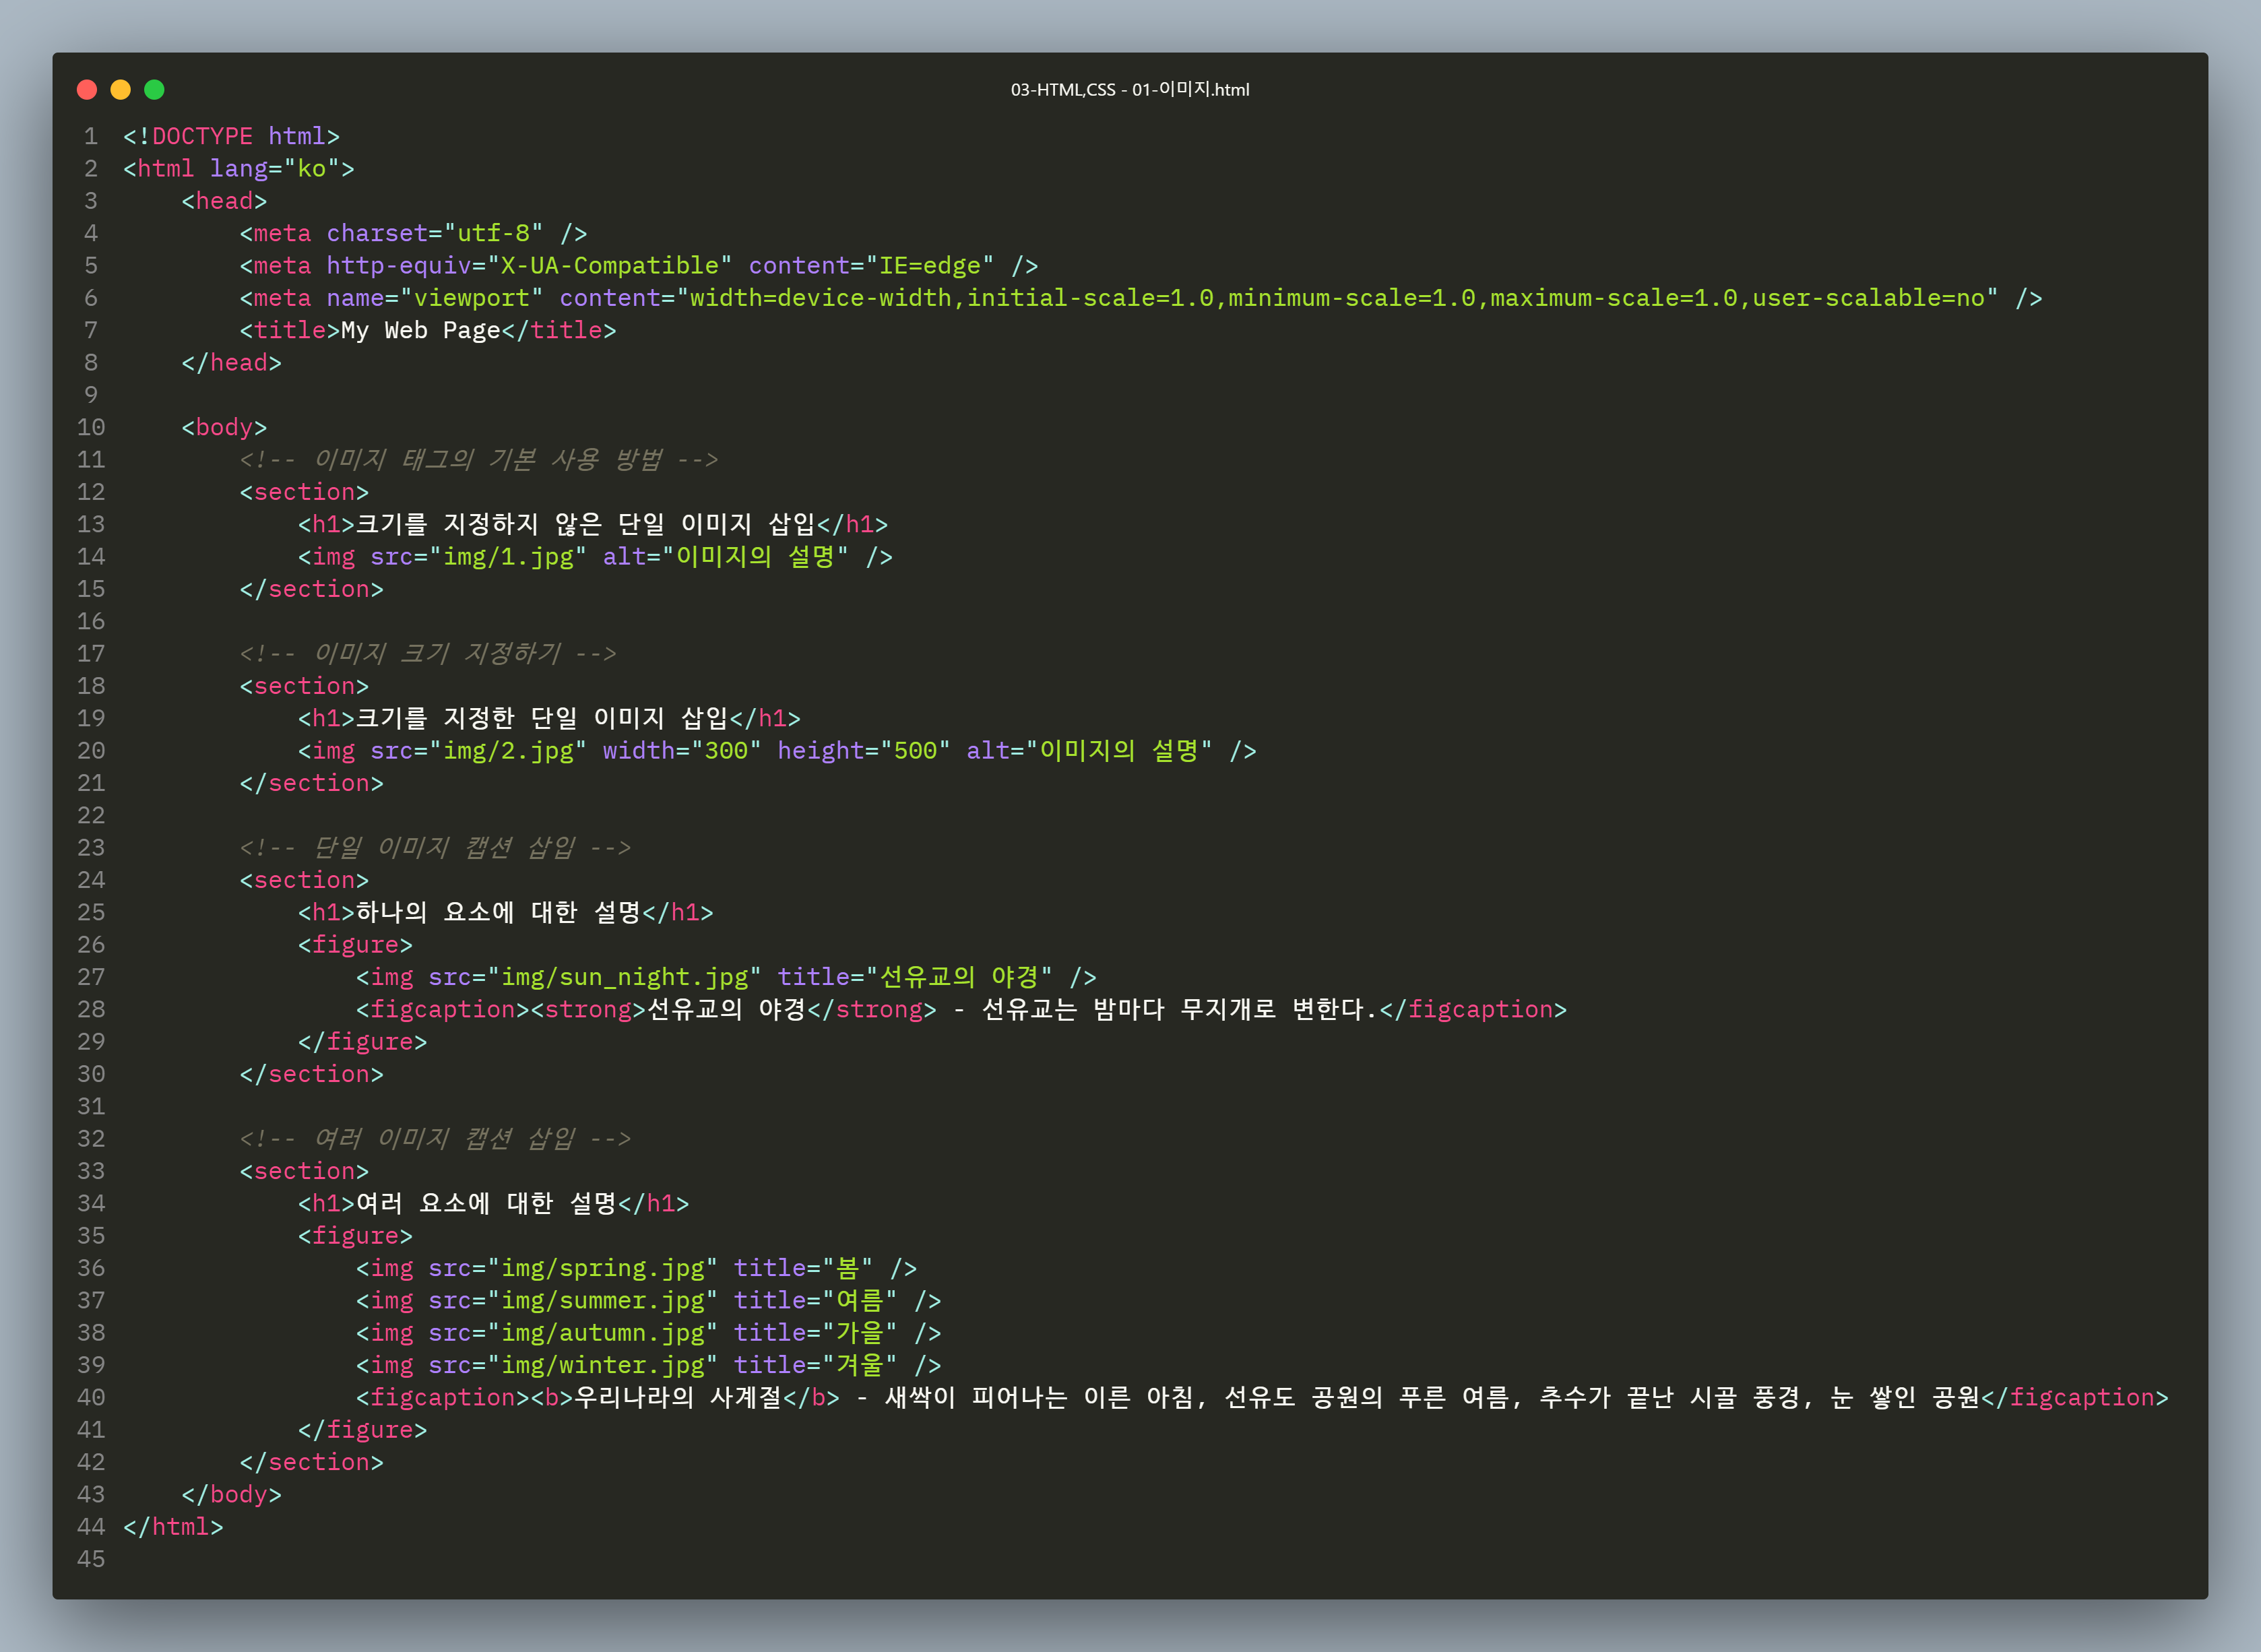 03-HTML,CSS - 01-이미지.html
1 <!DOCTYPE html>
2 <html lang="ko">
3     <head>
4         <meta charset="utf-8" />
5         <meta http-equiv="X-UA-Compatible" content="IE=edge" />
6         <meta name="viewport" content="width=device-width,initial-scale=1.0,minimum-scale=1.0,maximum-scale=1.0,user-scalable=no" />
7         <title>My Web Page</title>
8     </head>
9
10     <body>
11         <!-- 이미지 태그의 기본 사용 방법 -->
12         <section>
13             <h1>크기를 지정하지 않은 단일 이미지 삽입</h1>
14             <img src="img/1.jpg" alt="이미지의 설명" />
15         </section>
16
17         <!-- 이미지 크기 지정하기 -->
18         <section>
19             <h1>크기를 지정한 단일 이미지 삽입</h1>
20             <img src="img/2.jpg" width="300" height="500" alt="이미지의 설명" />
21         </section>
22
23         <!-- 단일 이미지 캡션 삽입 -->
24         <section>
25             <h1>하나의 요소에 대한 설명</h1>
26             <figure>
27                 <img src="img/sun_night.jpg" title="선유교의 야경" />
28                 <figcaption><strong>선유교의 야경</strong> - 선유교는 밤마다 무지개로 변한다.</figcaption>
29             </figure>
30         </section>
31
32         <!-- 여러 이미지 캡션 삽입 -->
33         <section>
34             <h1>여러 요소에 대한 설명</h1>
35             <figure>
36                 <img src="img/spring.jpg" title="봄" />
37                 <img src="img/summer.jpg" title="여름" />
38                 <img src="img/autumn.jpg" title="가을" />
39                 <img src="img/winter.jpg" title="겨울" />
40                 <figcaption><b>우리나라의 사계절</b> - 새싹이 피어나는 이른 아침, 선유도 공원의 푸른 여름, 추수가 끝난 시골 풍경, 눈 쌓인 공원</figcaption>
41             </figure>
42         </section>
43     </body>
44 </html>
45